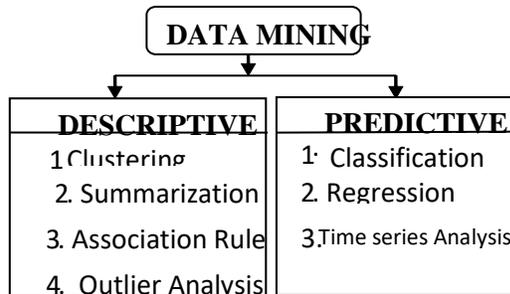 DATA MINING
DESCRIPTIVE
1 Clustering
2. Summarization
3. Association Rule
4. Outlier Analysis
PREDICTIVE
1. Classification
2. Regression
3. Time series Analysis